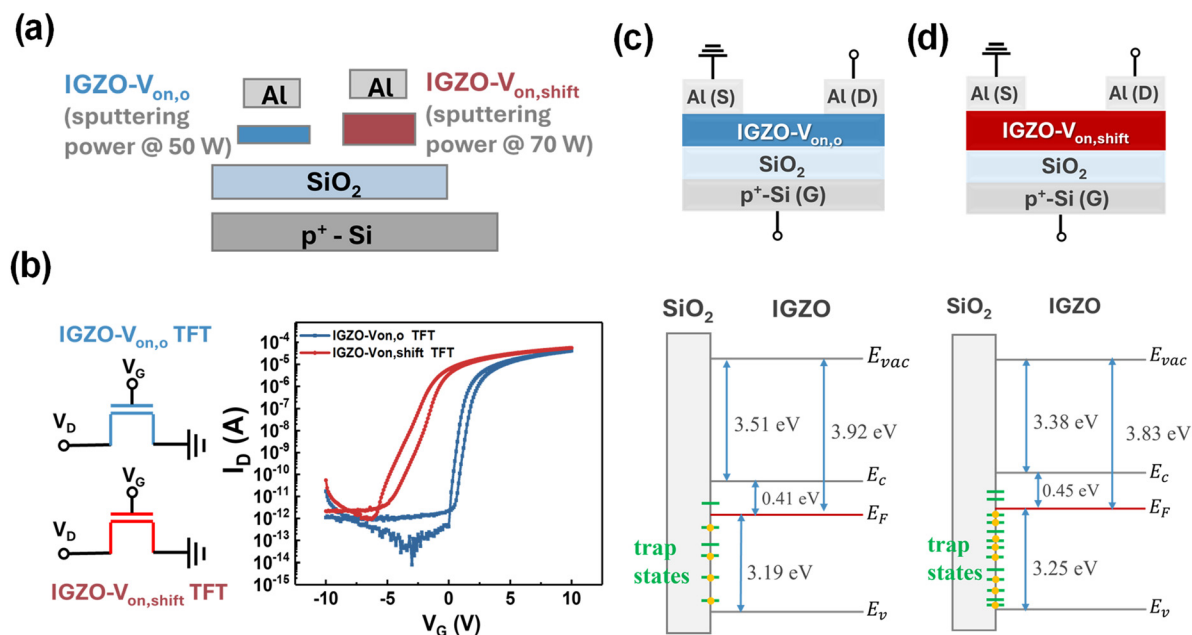 (a)
IGZO-Von,o
(sputtering
power @ 50 W)
Al
Al
IGZO-Von,shift
(sputtering
power @ 70 W)
SiO2
p+ - Si
(b)
IGZO-Von,o TFT
VG
VD
VG
VD
IGZO-Von,shift TFT
ID (A)
10-4
10-5
10-6
10-7
10-8
10-9
10-10
10-11
10-12
10-13
10-14
10-15
IGZO-Von,o TFT
IGZO-Von,shift TFT
-10
-5
0
5
10
VG (V)
(c)
Al (S)
Al (D)
IGZO-Von,o
SiO2
p+-Si (G)
SiO2
IGZO
Evac
3.51 eV
3.92 eV
Ec
0.41 eV
EF
trap
states
3.19 eV
Ev
(d)
Al (S)
Al (D)
IGZO-Von,shift
SiO2
p+-Si (G)
SiO2
IGZO
Evac
3.38 eV
3.83 eV
Ec
0.45 eV
EF
trap
states
3.25 eV
Ev